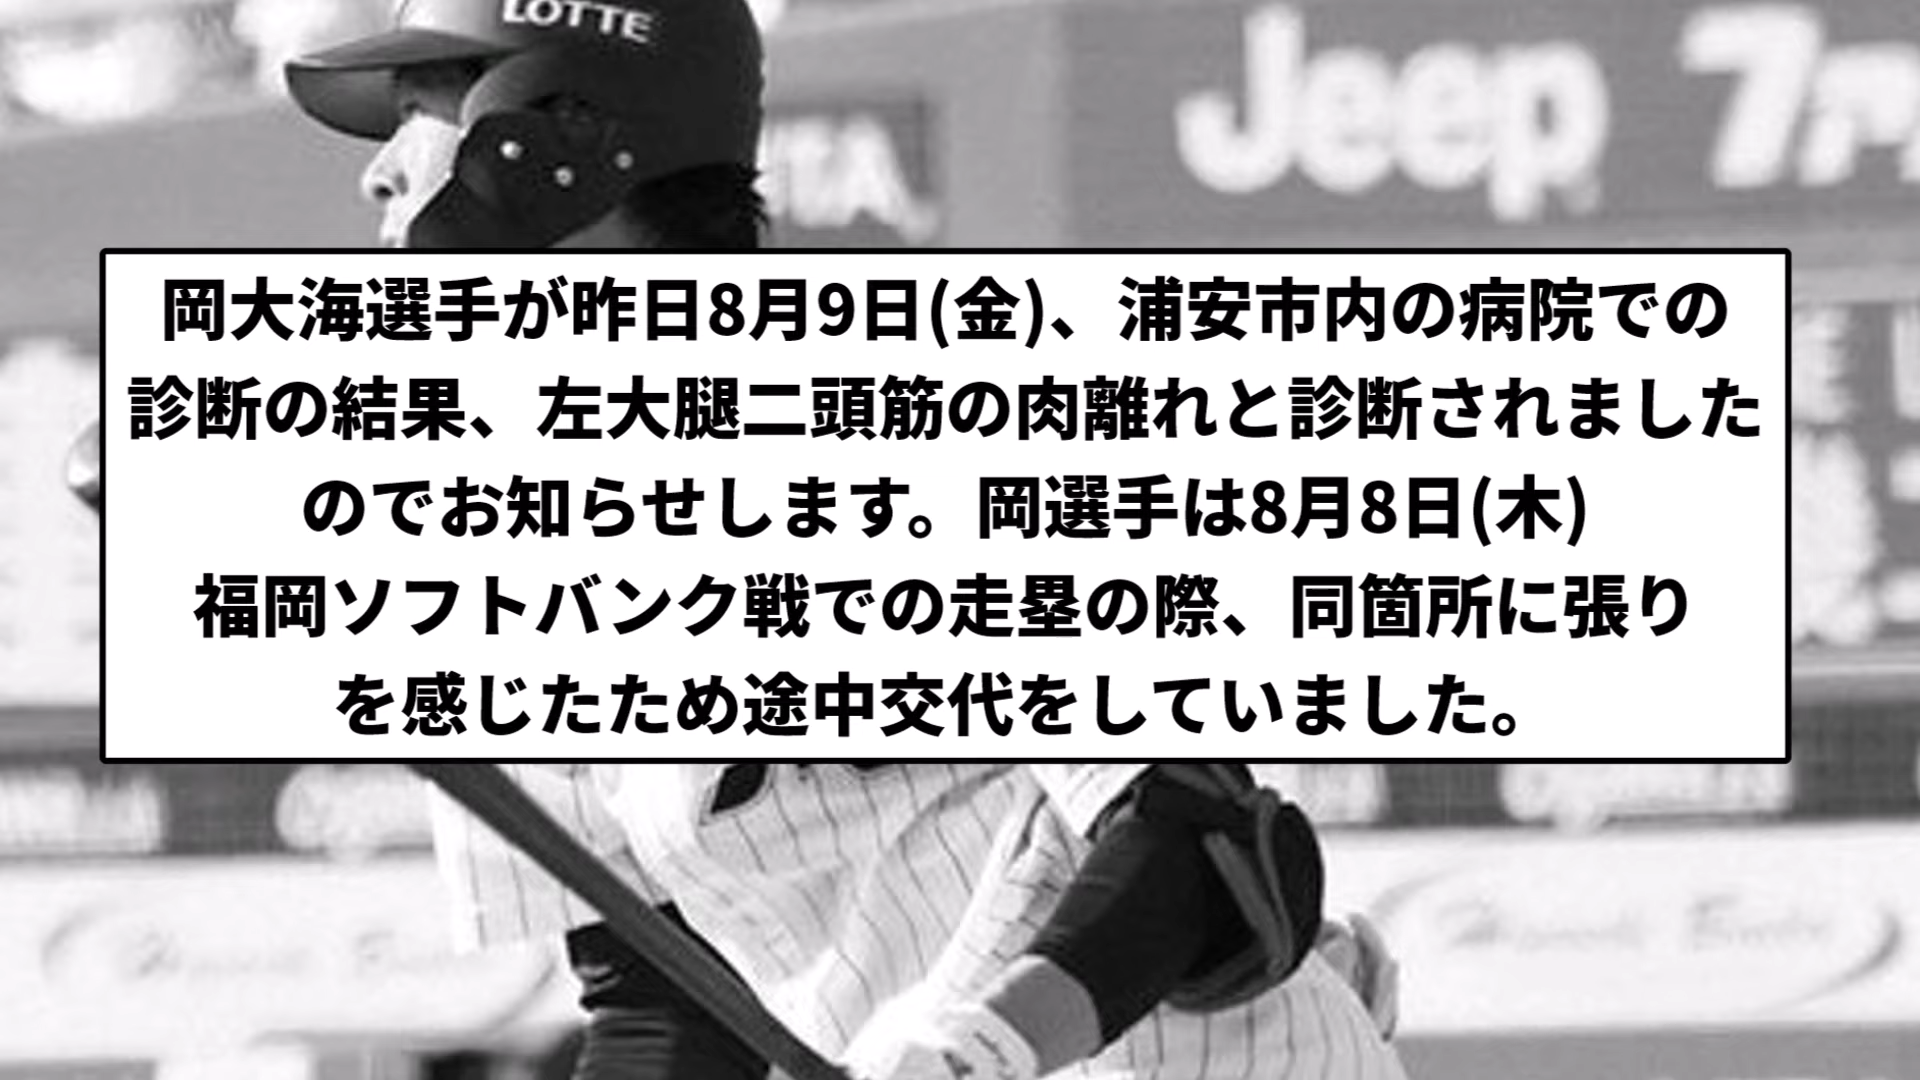 LOTTE
Jeep
岡大海選手が昨日8月9日(金)、浦安市内の病院での
診断の結果、左大腿二頭筋の肉離れと診断されました
のでお知らせします。岡選手は8月8日(木)
福岡ソフトバンク戦での走塁の際、同箇所に張り
を感じたため途中交代をしていました。